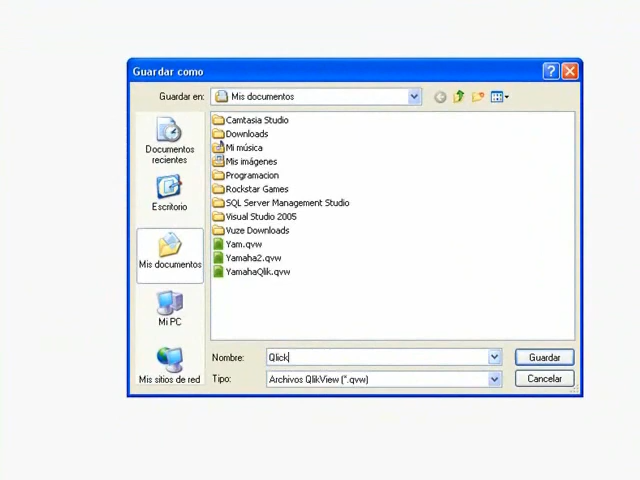 Guardar como
Guardar en:
Mis documentos
Documentos
recientes
Escritorio
Mis documentos
Mi PC
Mis sitios de red
Camtasia Studio
Downloads
Mi música
Mis imágenes
Programacion
Rockstar Games
SQL Server Management Studio
Visual Studio 2005
Vuze Downloads
Yam.qvw
Yamaha2.qvw
YamahaQlik.qvw
Nombre:
Qlick
Guardar
Tipo:
Archivos QlikView (*.qvw)
Cancelar